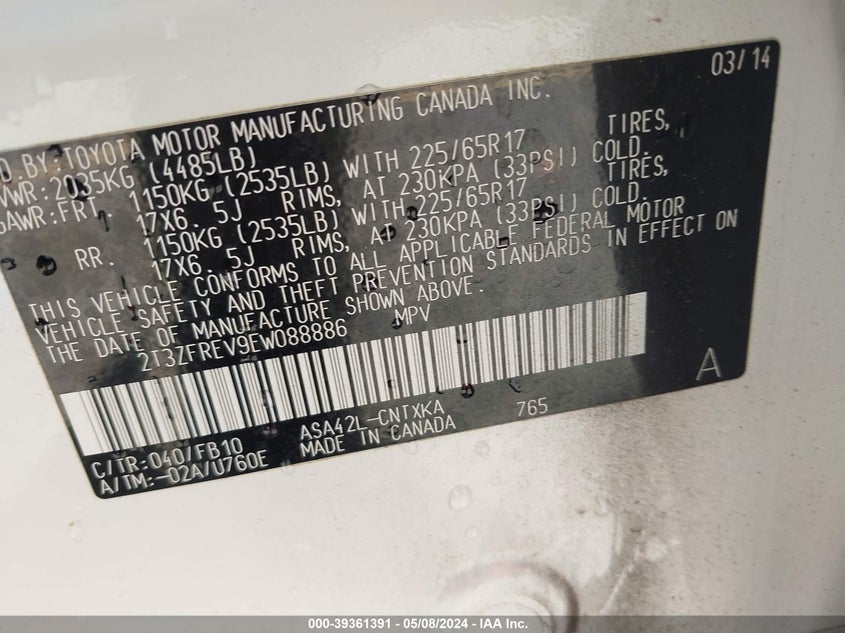 03/14
D. BY: TOYOTA MOTOR MANUFACTURING CANADA INC.
VWR: 2035KG (4485LB)
GAWR: FRT. 1150KG (2535LB) WITH 225/65R17 TIRES,
17X6. 5J RIMS, AT 230KPA (33PSI) COLD.
RR. 1150KG (2535LB) WITH 225/65R17 TIRES,
17X6. 5J RIMS, AT 230KPA (33PSI) COLD.
THIS VEHICLE CONFORMS TO ALL APPLICABLE FEDERAL MOTOR
VEHICLE SAFETY AND THEFT PREVENTION STANDARDS IN EFFECT ON
THE DATE OF MANUFACTURE SHOWN ABOVE.
2T3ZFREV9EW088886 MPV
A
C/TR: 040/FB10 ASA42L-CNTXKA 765
A/TM: -02A/U760E MADE IN CANADA
000-39361391 - 05/08/2024 - IAA Inc.